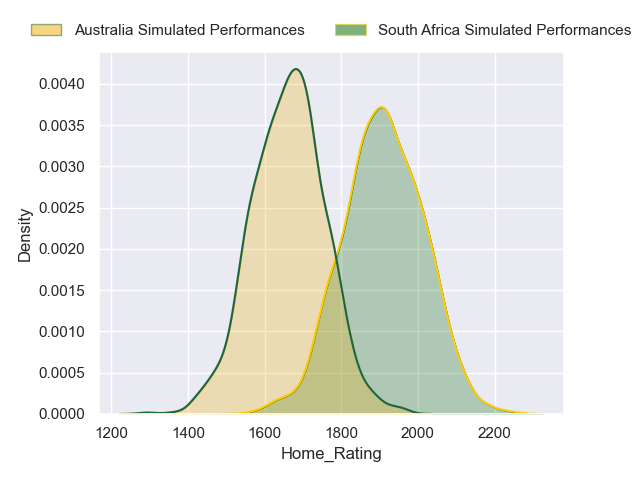 Australia Simulated Performances
South Africa Simulated Performances
0.0040
0.0035
0.0030
0.0025
0.0020
0.0015
0.0010
0.0005
0.0000
Density
1200 1400 1600 1800 2000 2200
Home_Rating